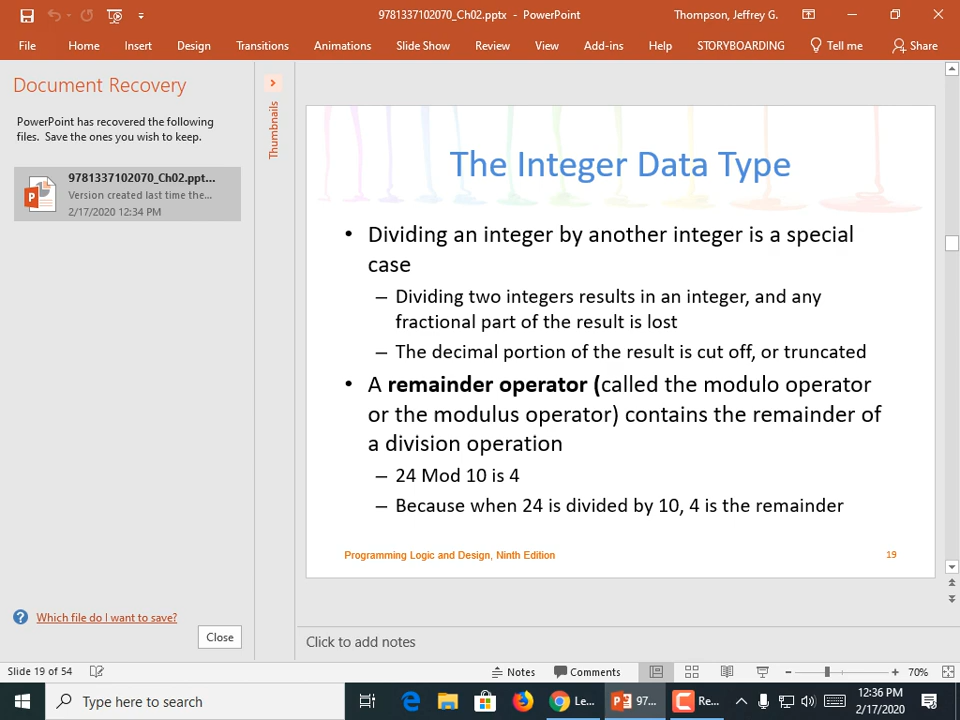 9781337102070_Ch02.pptx - PowerPoint
Thompson, Jeffrey G.
File Home Insert Design Transitions Animations Slide Show Review View Add-ins Help STORYBOARDING Tell me Share
Document Recovery
PowerPoint has recovered the following
files. Save the ones you wish to keep.
9781337102070_Ch02.ppt...
Version created last time the...
2/17/2020 12:34 PM
Which file do I want to save?
Close
Thumbnails
The Integer Data Type
• Dividing an integer by another integer is a special
case
– Dividing two integers results in an integer, and any
fractional part of the result is lost
– The decimal portion of the result is cut off, or truncated
• A remainder operator (called the modulo operator
or the modulus operator) contains the remainder of
a division operation
– 24 Mod 10 is 4
– Because when 24 is divided by 10, 4 is the remainder
Programming Logic and Design, Ninth Edition
19
Click to add notes
Slide 19 of 54
Notes
Comments
70%
Type here to search
Le...
97...
Re...
12:36 PM
2/17/2020